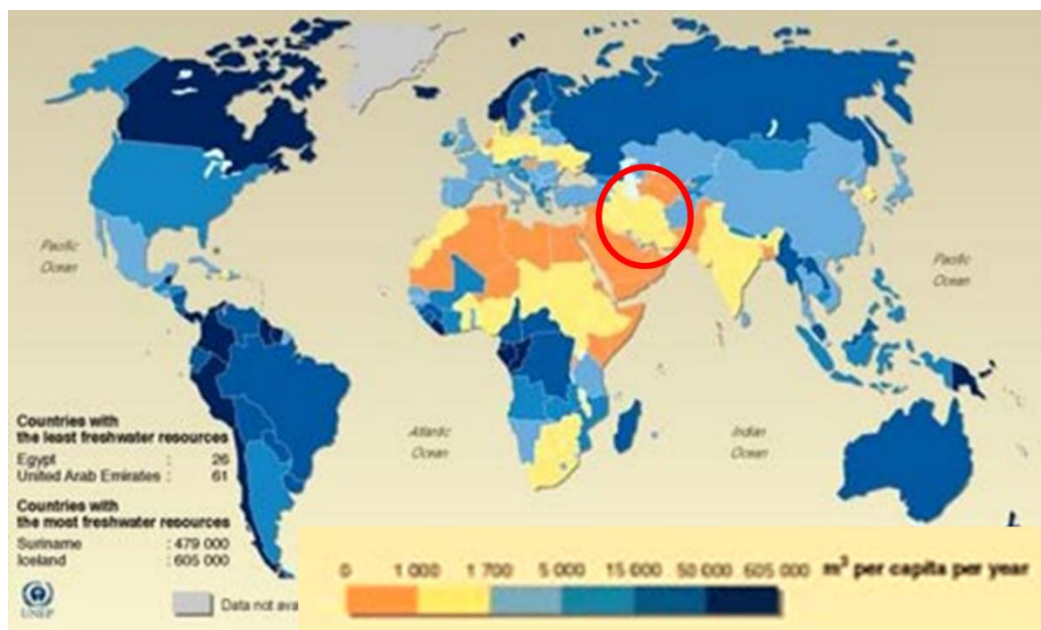 Pacific
Ocean
Pacific
Ocean
Atlantic
Ocean
Indian
Ocean
Countries with
the least freshwater resources
Egypt : 26
United Arab Emirates : 61
Countries with
the most freshwater resources
Suriname : 479 000
Iceland : 605 000
UNEP
Data not ava
0 1 000 1 700 5 000 15 000 50 000 605 000 m³ per capita per year